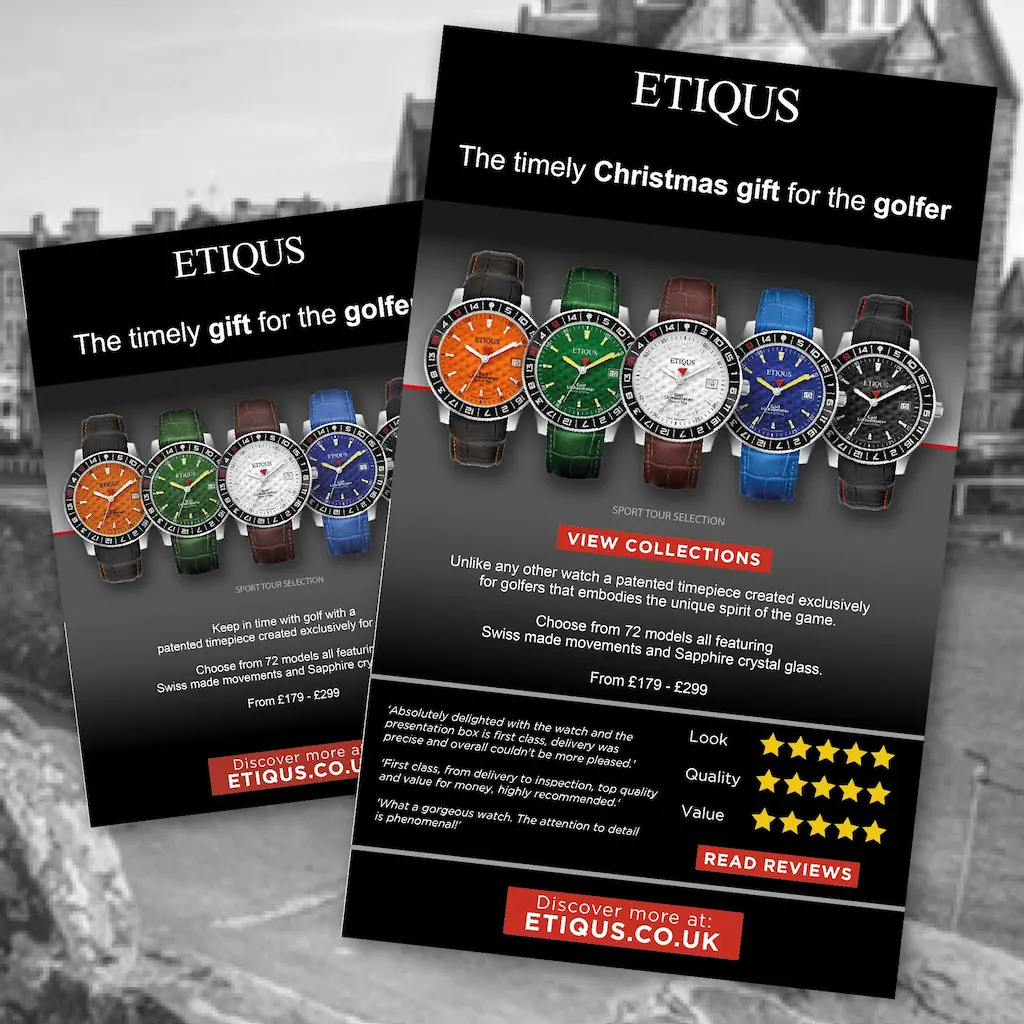 ETIQUS
The timely gift for the golfe
SPORT TOUR SELECTION
Keep in time with golf with a
patented timepiece created exclusively for
Choose from 72 models all featurin
Swiss made movements and Sapphire cry
From £179 - £299
Discover more at
ETIQUS.CO.U
ETIQUS
The timely Christmas gift for the golfer
ETIQUS
ETIQUS
ETIQUS
ETIQUS
ETIQUS
SPORT TOUR SELECTION
VIEW COLLECTIONS
Unlike any other watch a patented timepiece created exclusively
for golfers that embodies the unique spirit of the game.
Choose from 72 models all featuring
Swiss made movements and Sapphire crystal glass.
From £179 - £299
'Absolutely delighted with the watch and the
presentation box is first class, delivery was
precise and overall couldn't be more pleased.'
'First class, from delivery to inspection, top quality
and value for money, highly recommended.'
'What a gorgeous watch. The attention to detail
is phenomenal!'
Look
Quality
Value
READ REVIEWS
Discover more at:
ETIQUS.CO.UK